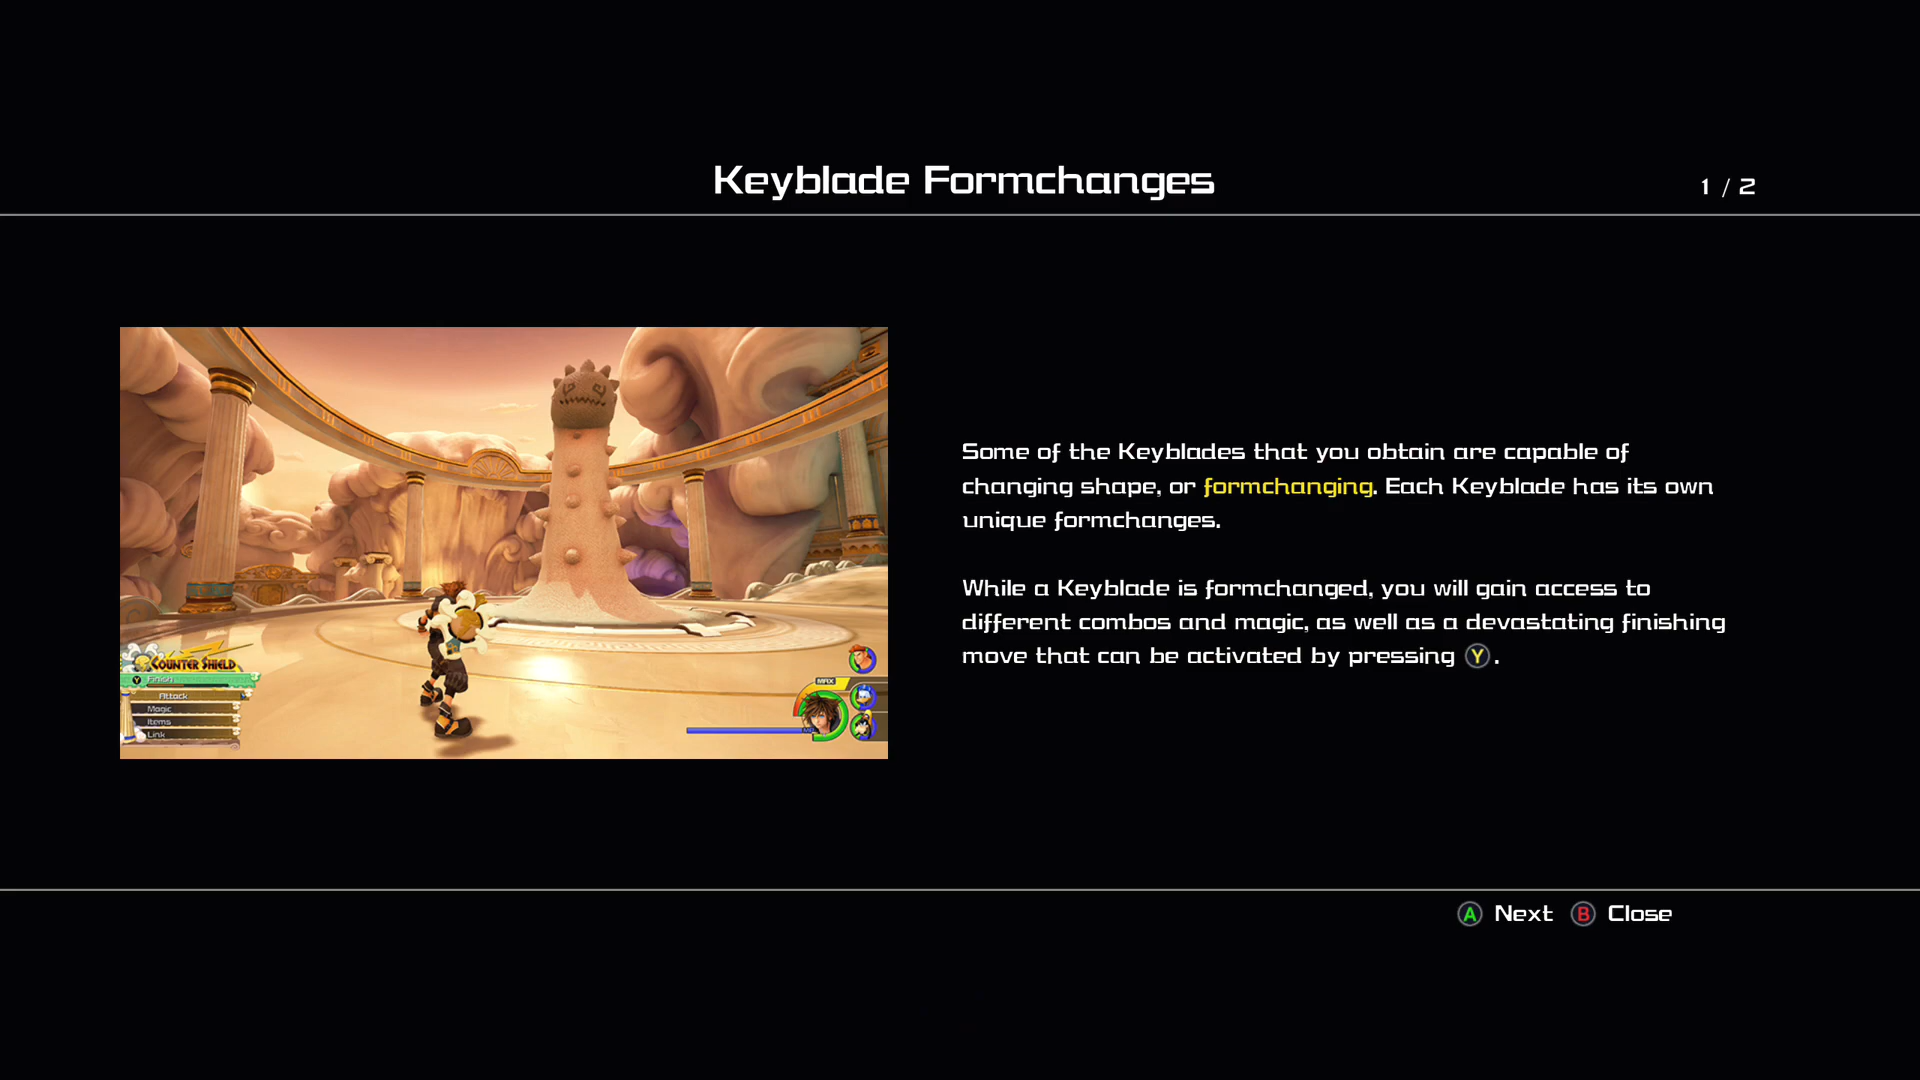 Keyblade Formchanges
1 / 2
Some of the Keyblades that you obtain are capable of
changing shape, or formchanging. Each Keyblade has its own
unique formchanges.
While a Keyblade is formchanged, you will gain access to
different combos and magic, as well as a devastating finishing
move that can be activated by pressing Y.
COUNTER SHIELD
Y Finish
Attack
Magic
Items
Link
MAX
A Next B Close